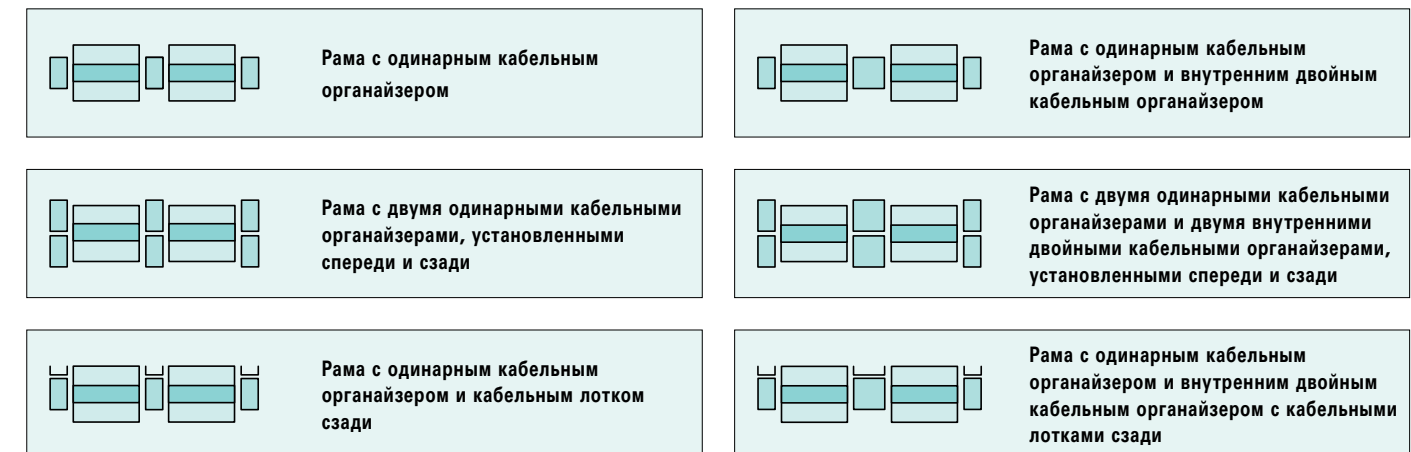 Рама с одинарным кабельным
органайзером
Рама с одинарным кабельным
органайзером и внутренним двойным
кабельным органайзером
Рама с двумя одинарными кабельными
органайзерами, установленными
спереди и сзади
Рама с двумя одинарными кабельными
органайзерами и двумя внутренними
двойными кабельными органайзерами,
установленными спереди и сзади
Рама с одинарным кабельным
органайзером и кабельным лотком
сзади
Рама с одинарным кабельным
органайзером и внутренним двойным
кабельным органайзером с кабельными
лотками сзади